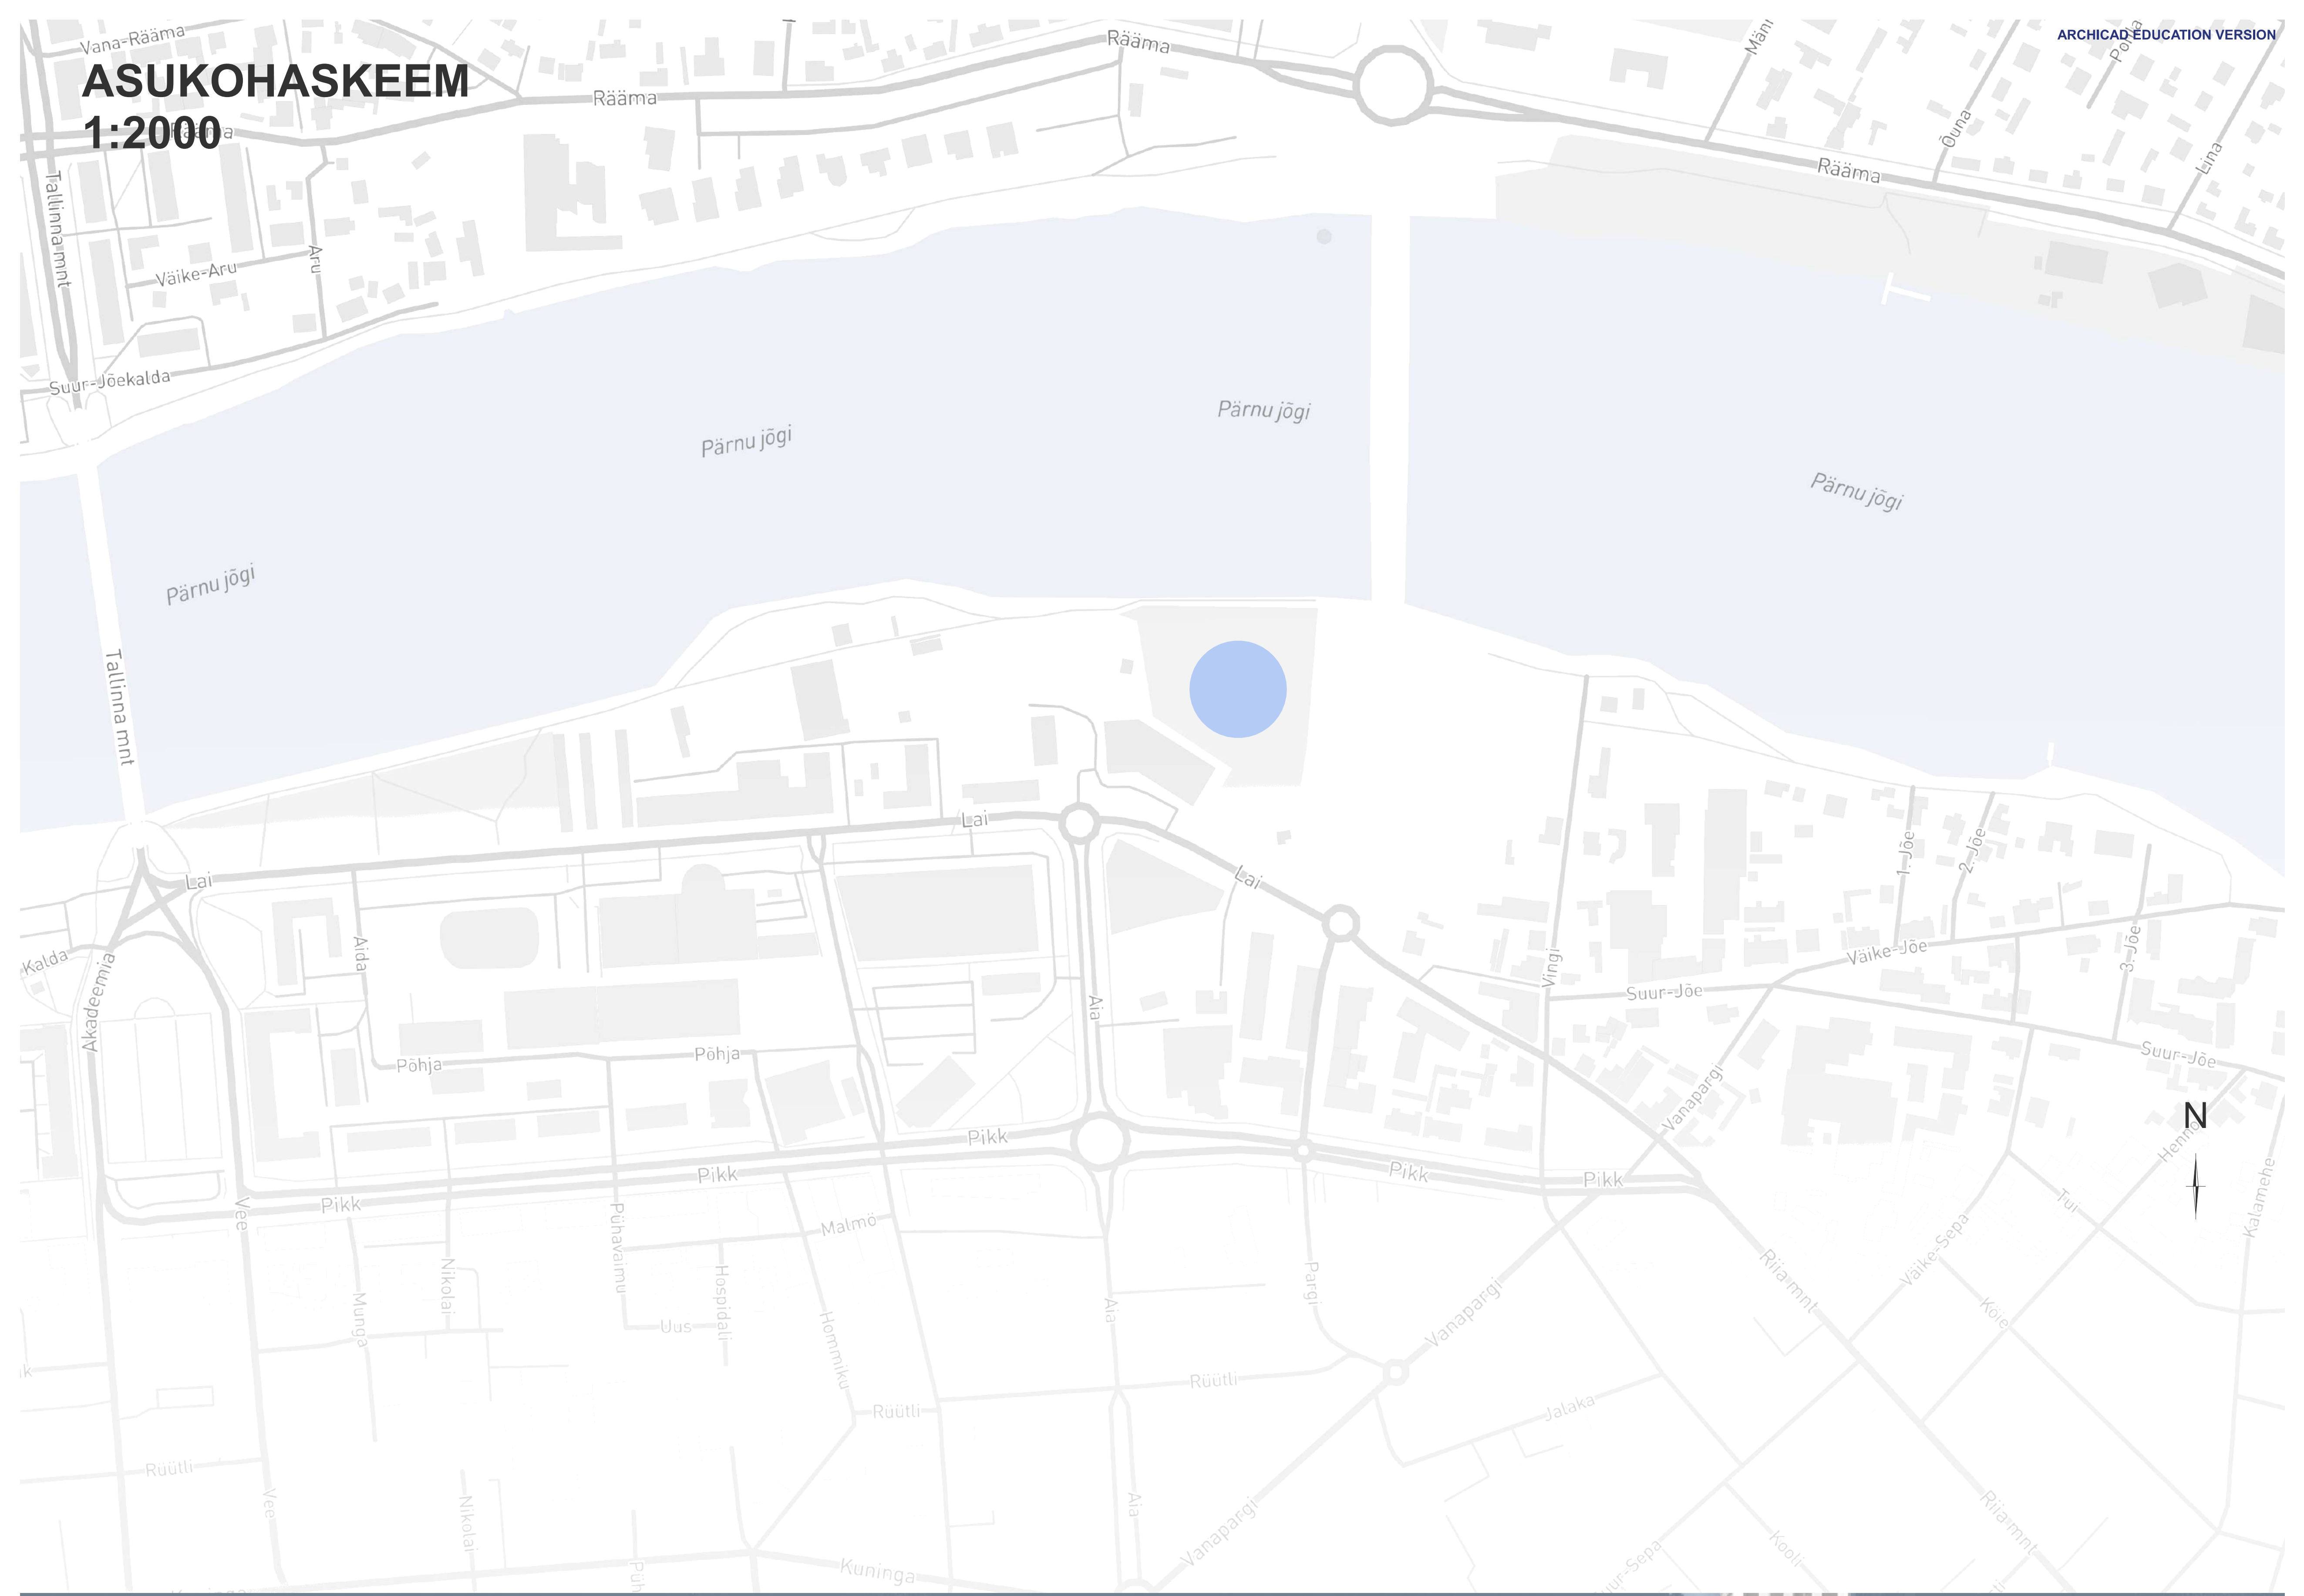 Vana-Rääma
ARCHICAD EDUCATION VERSION
ASUKOHASKEEM
1:2000
Rääma
Rääma
Rääma
Rääma
Mäni
Õuna
Lina
Tallinna mnt
Väike-Aru
Aru
Suur-Jõekalda
Pärnu jõgi
Pärnu jõgi
Pärnu jõgi
Pärnu jõgi
Tallinna mnt
Lai
Lai
Lai
Kalda
Akadeemia
Aida
Aia
Vingi
1. Jõe
2. Jõe
3. Jõe
Väike-Jõe
Suur-Jõe
Suur-Jõe
Põhja
Põhja
Vanapargi
N
Pikk
Pikk
Pikk
Pikk
Pikk
Vee
Pühavaimu
Malmö
Munga
Nikolai
Hospidali
Uus
Hommiku
Aia
Pargi
Vanapargi
Riia mnt
Väike-Sepa
Koie
Tui
Kalamehe
Rüütli
Rüütli
Rüütli
Jalaka
Vee
Nikolai
Aia
Vanapargi
Riia mnt
Kooli
Kuninga